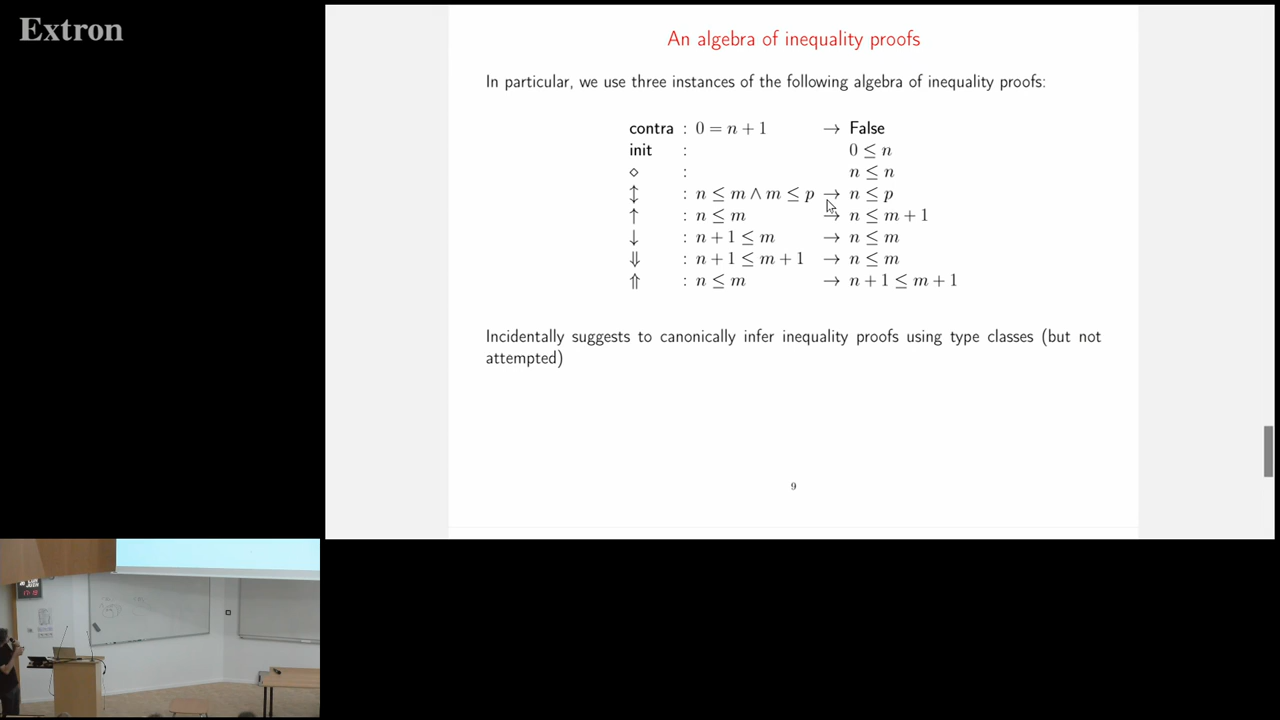 Extron
An algebra of inequality proofs
In particular, we use three instances of the following algebra of inequality proofs:
contra : 0 = n + 1 → False
init : 0 ≤ n
⋄ : n ≤ n
↕ : n ≤ m ∧ m ≤ p → n ≤ p
↑ : n ≤ m → n ≤ m + 1
↓ : n + 1 ≤ m → n ≤ m
⇓ : n + 1 ≤ m + 1 → n ≤ m
⇑ : n ≤ m → n + 1 ≤ m + 1
Incidentally suggests to canonically infer inequality proofs using type classes (but not
attempted)
9